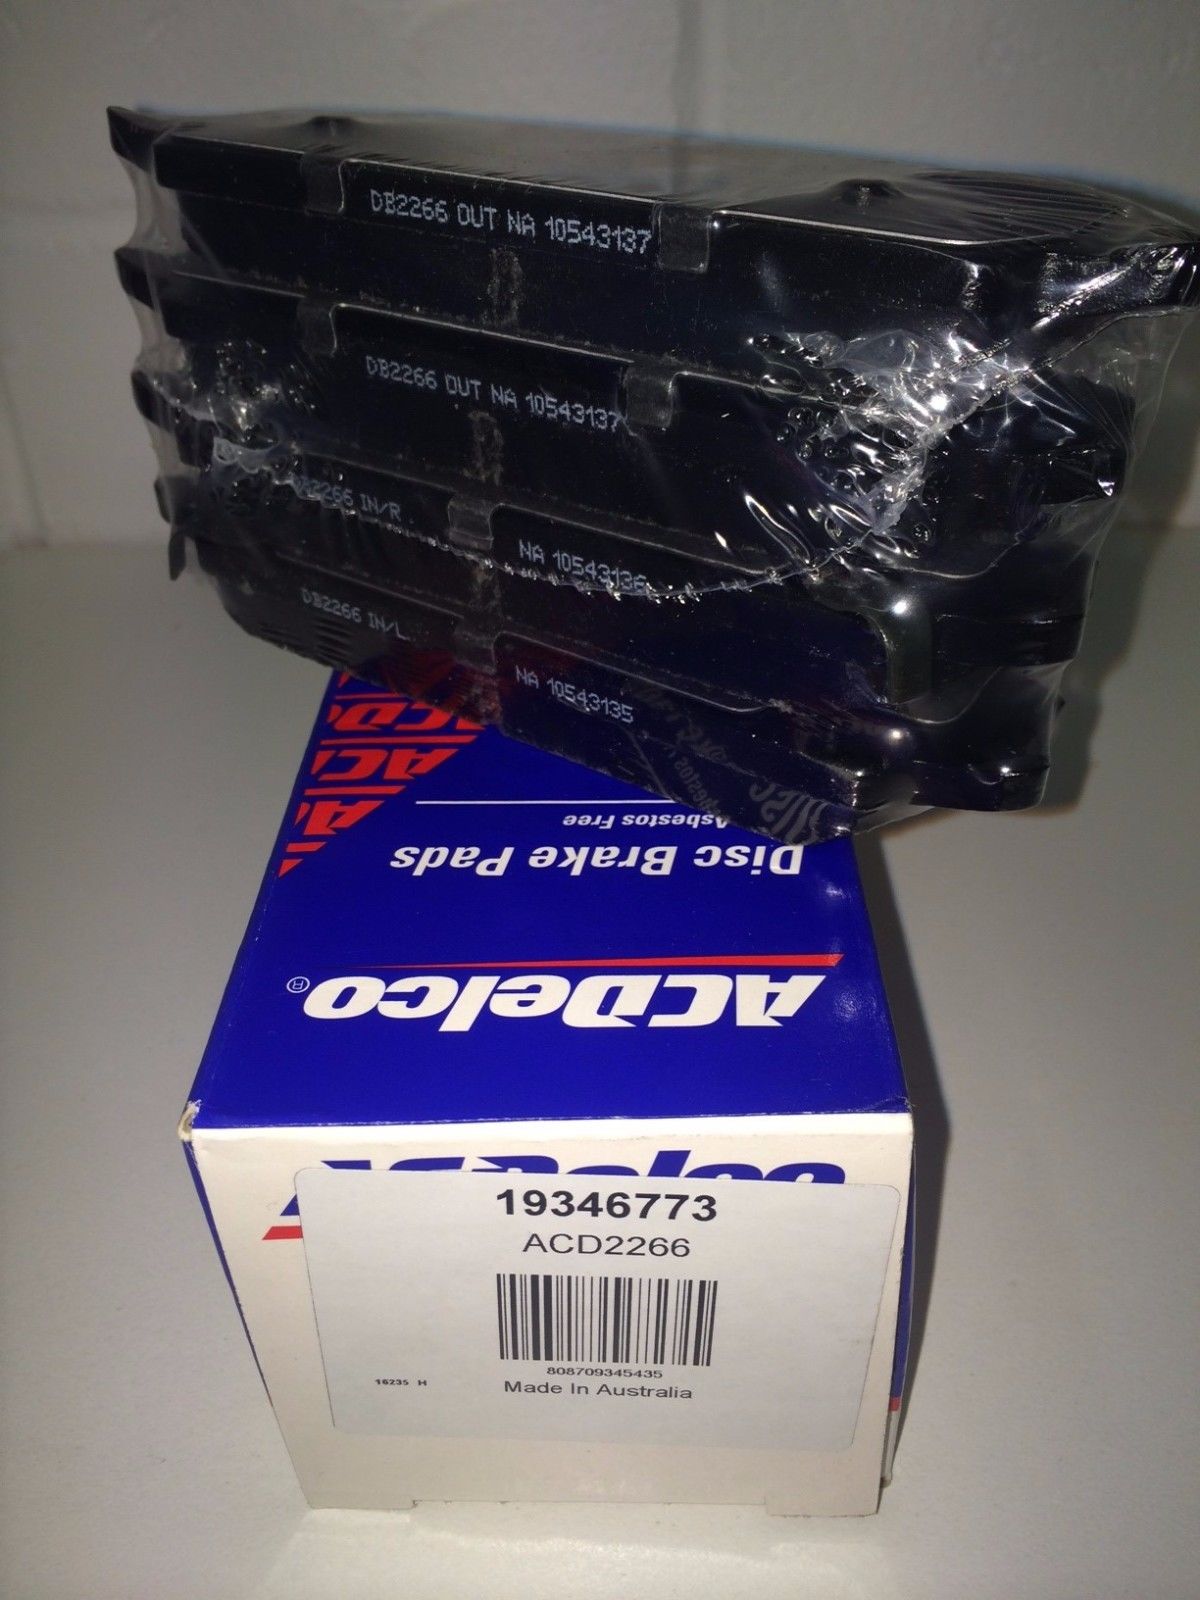 DB2266 OUT NA 10543137
DB2266 OUT NA 10543137
DB2266 IN/R NA 10543136
DB2266 IN/L NA 10543135
Asbestos Free
Disc Brake Pads
ACDelco®
19346773
ACD2266
808709345435
16235 H
Made In Australia